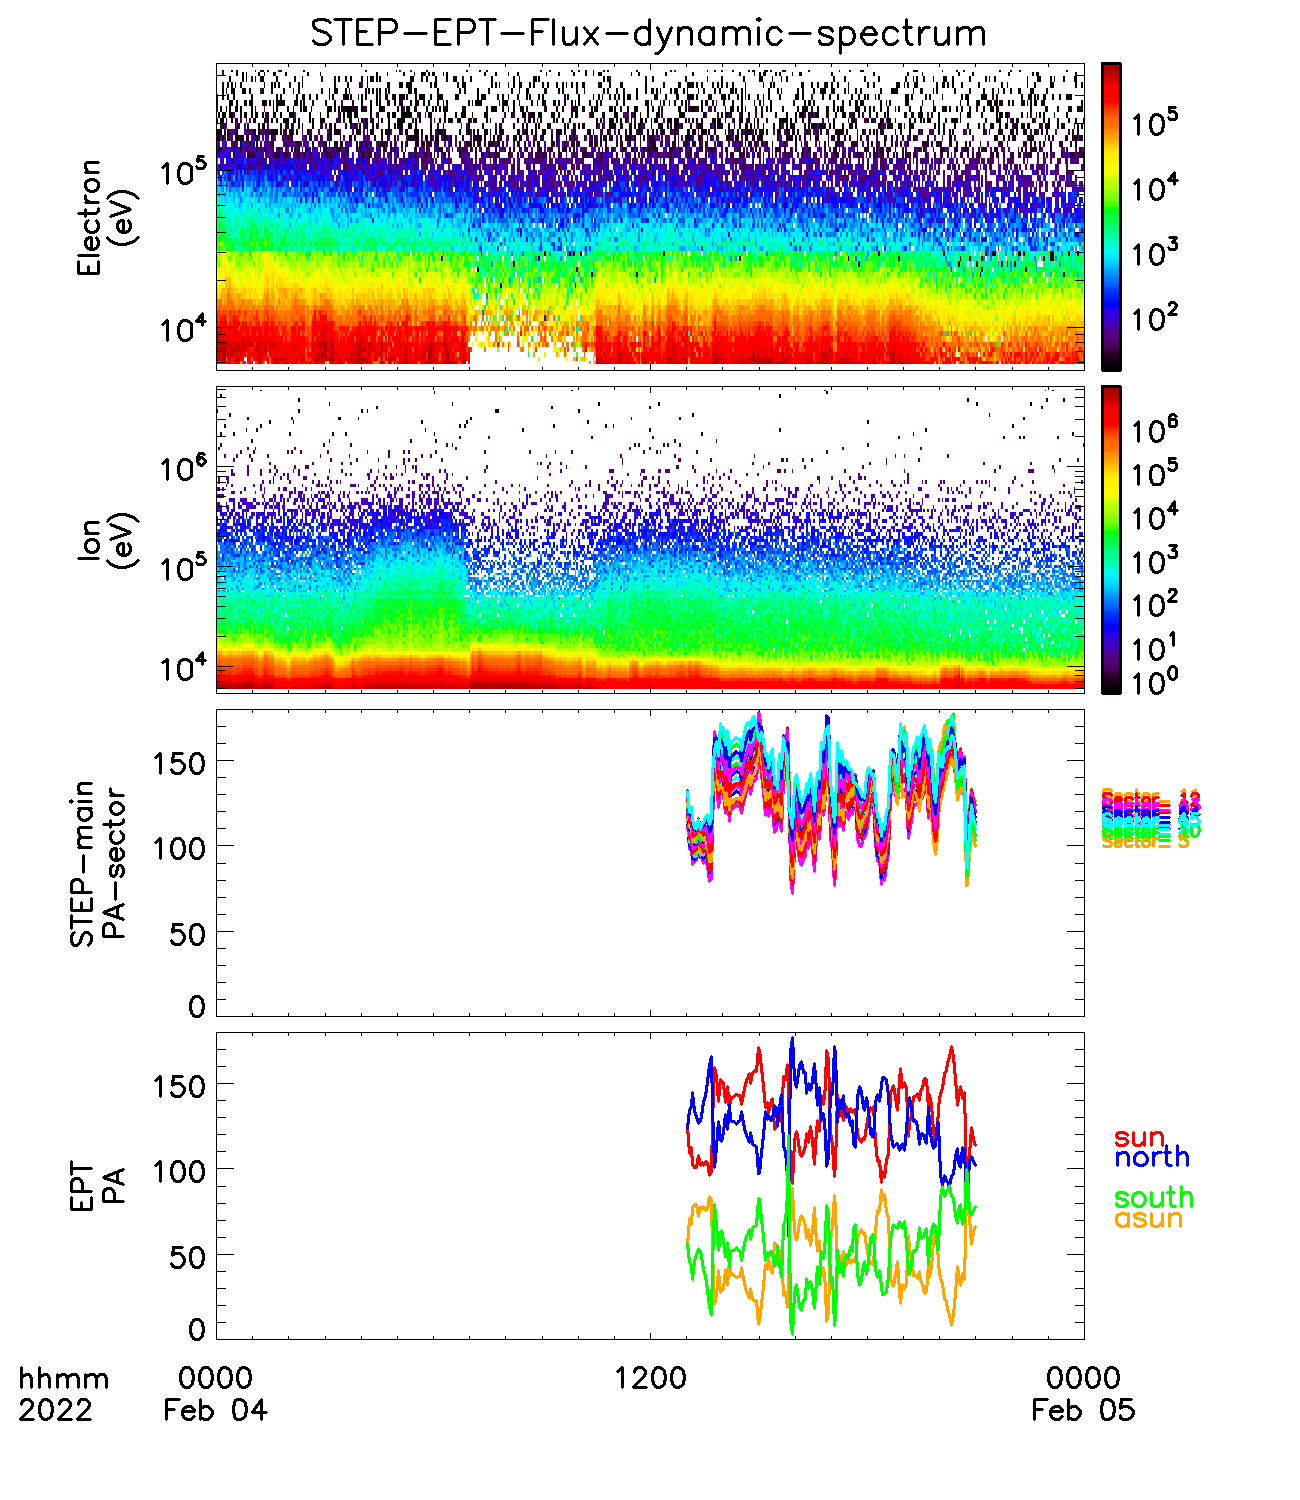 STEP-EPT-Flux-dynamic-spectrum
Electron
(eV)
10^5
10^4
10^5
10^4
10^3
10^2
Ion
(eV)
10^6
10^5
10^4
10^6
10^5
10^4
10^3
10^2
10^1
10^0
STEP-main
PA-sector
150
100
50
0
Sector= 5
EPT
PA
150
100
50
0
sun
north
south
asun
hhmm
2022
0000
Feb 04
1200
0000
Feb 05